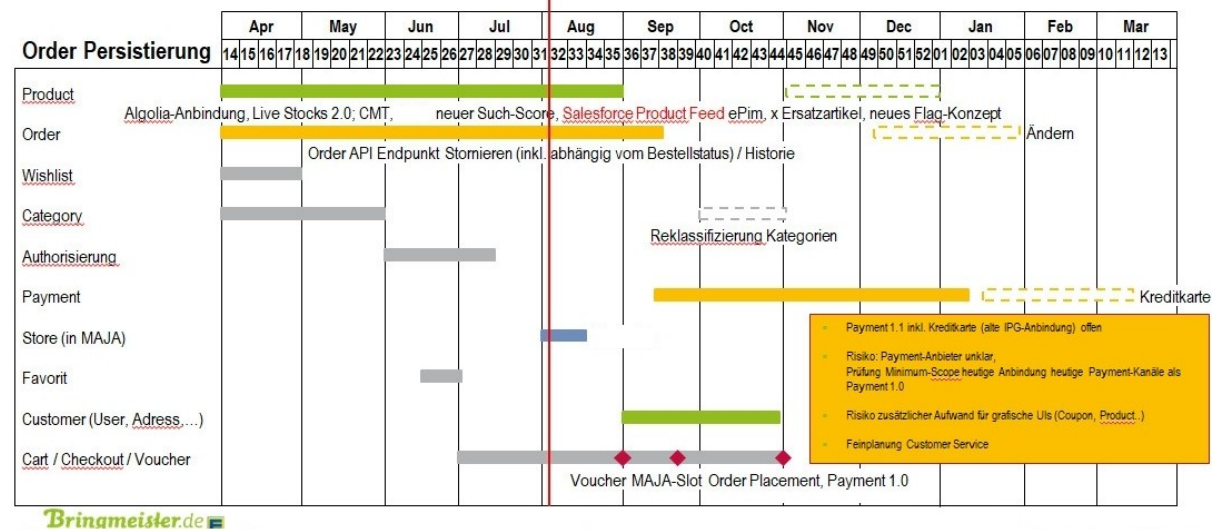 Apr May Jun Jul Aug Sep Oct Nov Dec Jan Feb Mar
Order Persistierung 14 15 16 17 18 19 20 21 22 23 24 25 26 27 28 29 30 31 32 33 34 35 36 37 38 39 40 41 42 43 44 45 46 47 48 49 50 51 52 01 02 03 04 05 06 07 08 09 10 11 12 13
Product
Algolia-Anbindung, Live Stocks 2.0; CMT, neuer Such-Score, Salesforce Product Feed ePim, x Ersatzartikel, neues Flag-Konzept
Order
Ändern
Order API Endpunkt Stornieren (inkl. abhängig vom Bestellstatus) / Historie
Wishlist
Category
Reklassifizierung Kategorien
Authorisierung
Payment
Kreditkarte
Store (in MAJA)
Favorit
Customer (User, Adress,...)
Cart / Checkout / Voucher
Voucher MAJA-Slot Order Placement, Payment 1.0
Payment 1.1 inkl. Kreditkarte (alte IPG-Anbindung) offen
Risiko: Payment-Anbieter unklar,
Prüfung Minimum-Scope heutige Anbindung heutige Payment-Kanäle als
Payment 1.0
Risiko zusätzlicher Aufwand für grafische UIs (Coupon, Product..)
Feinplanung Customer Service
Bringmeister.de